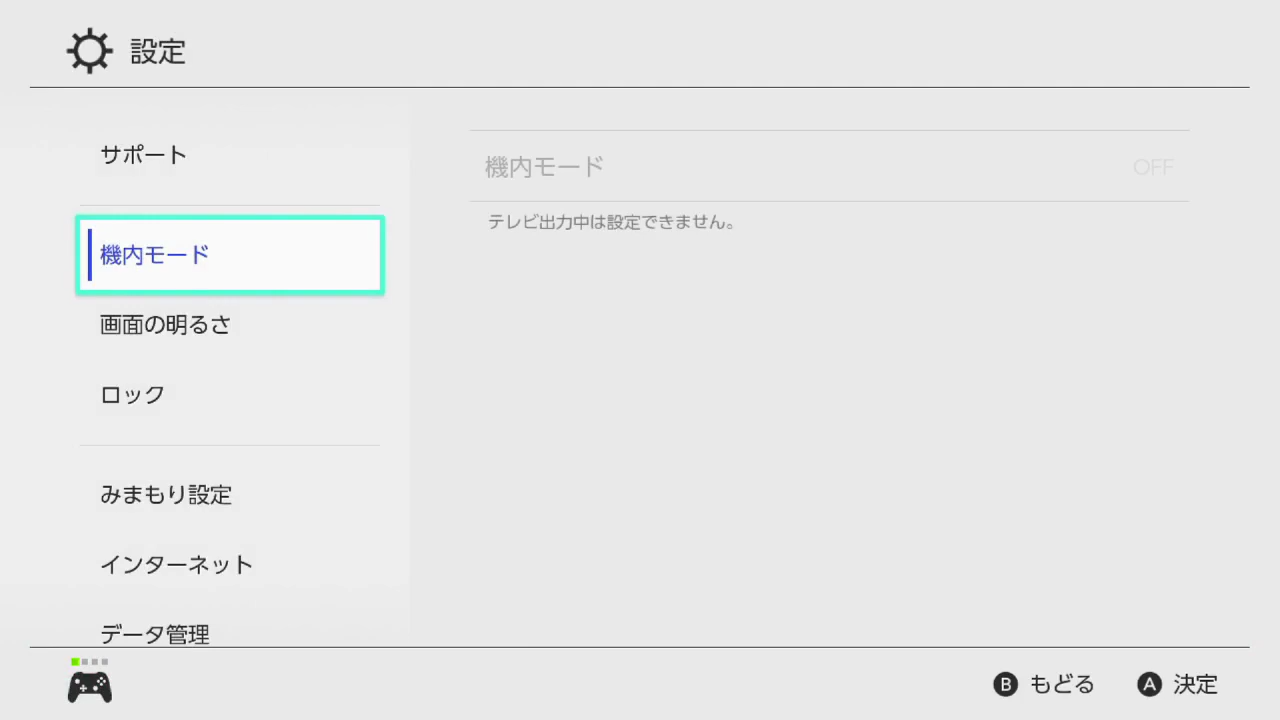 設定
サポート
機内モード
画面の明るさ
ロック
みまもり設定
インターネット
データ管理
機内モード OFF
テレビ出力中は設定できません。
B もどる A 決定